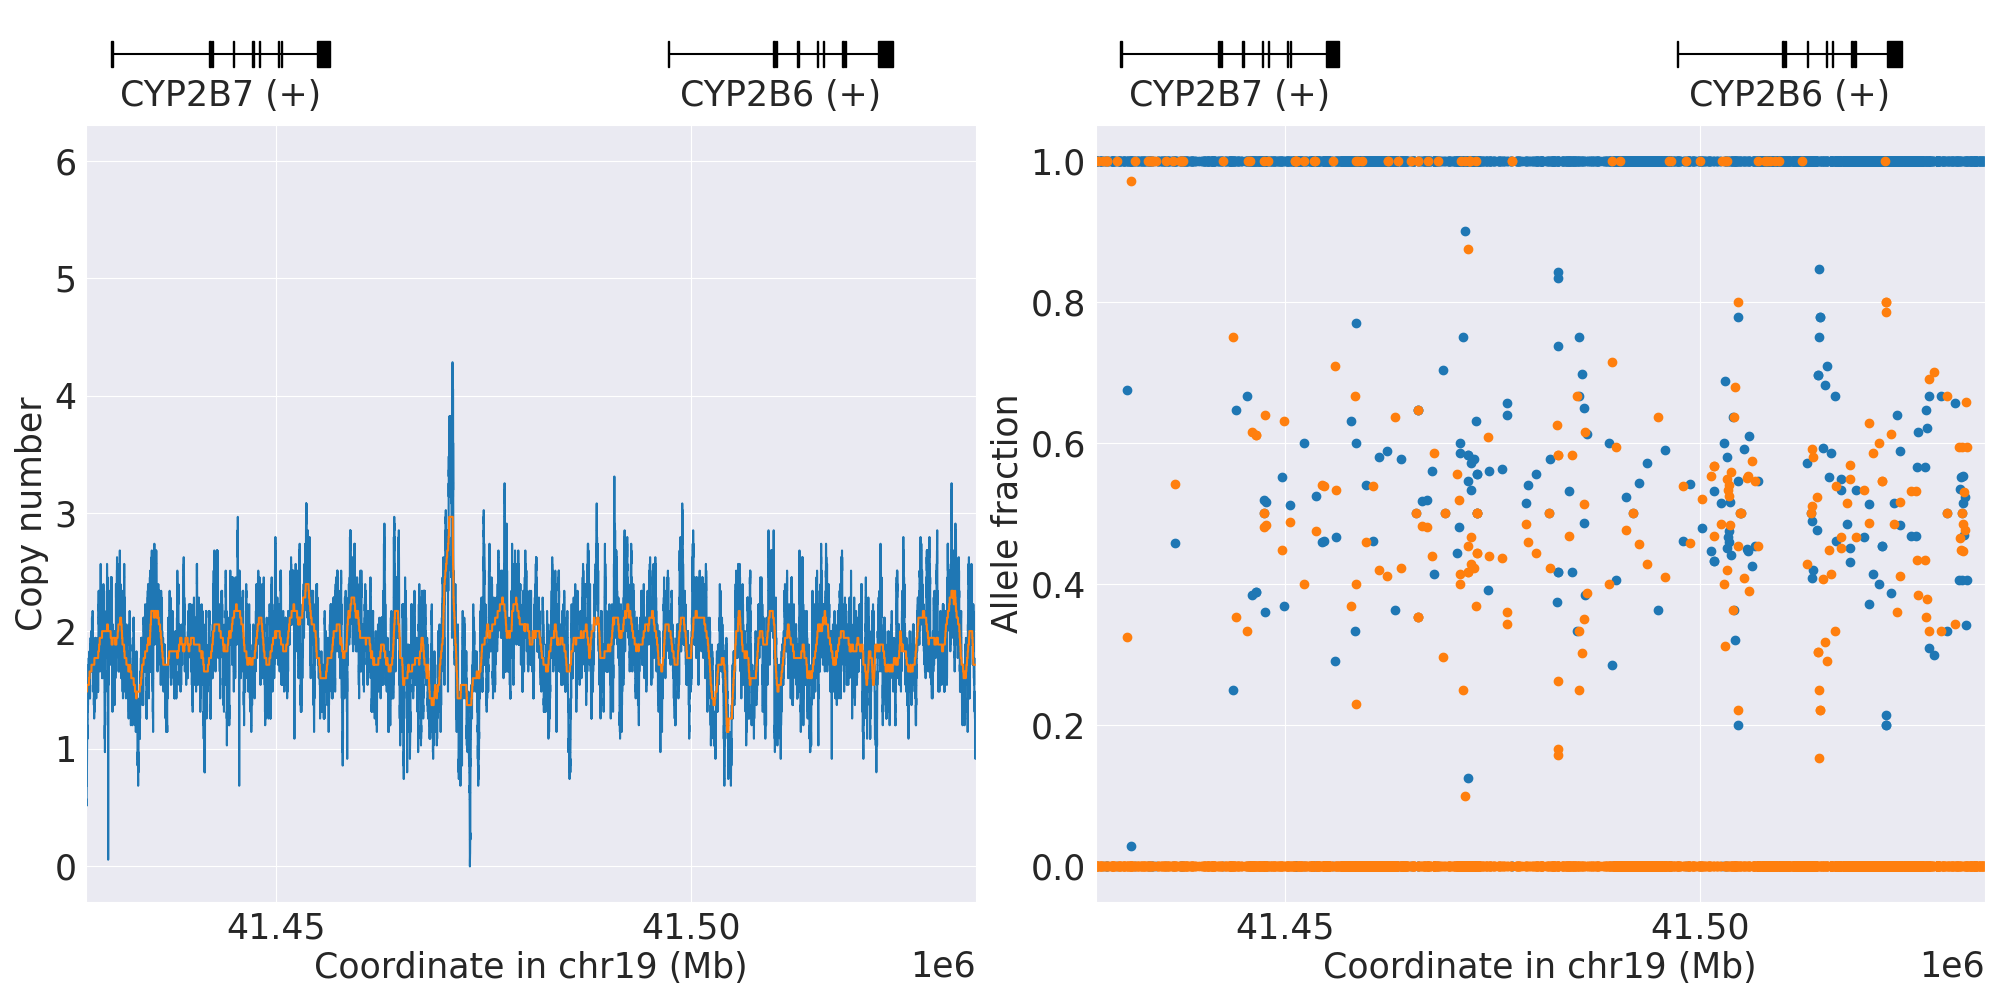 CYP2B7 (+)
CYP2B6 (+)
Copy number
6
5
4
3
2
1
0
41.45
41.50
Coordinate in chr19 (Mb)
1e6
CYP2B7 (+)
CYP2B6 (+)
Allele fraction
1.0
0.8
0.6
0.4
0.2
0.0
41.45
41.50
Coordinate in chr19 (Mb)
1e6